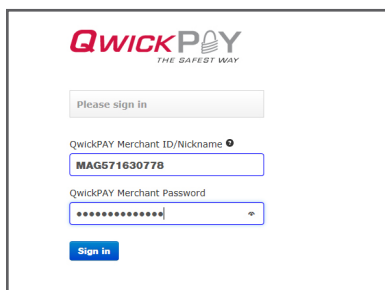 QWICKPAY
THE SAFEST WAY
Please sign in
QwickPAY Merchant ID/Nickname ?
MAG571630778
QwickPAY Merchant Password
●●●●●●●●●●●●●●
Sign in